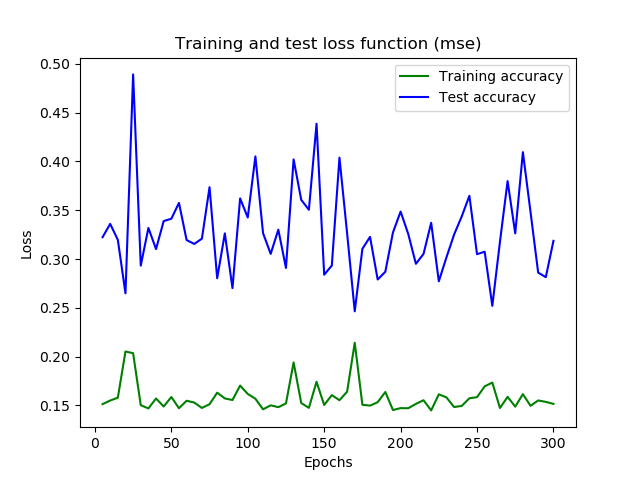 Training and test loss function (mse)
Training accuracy
Test accuracy
0.50
0.45
0.40
0.35
0.30
0.25
0.20
0.15
Loss
0 50 100 150 200 250 300
Epochs